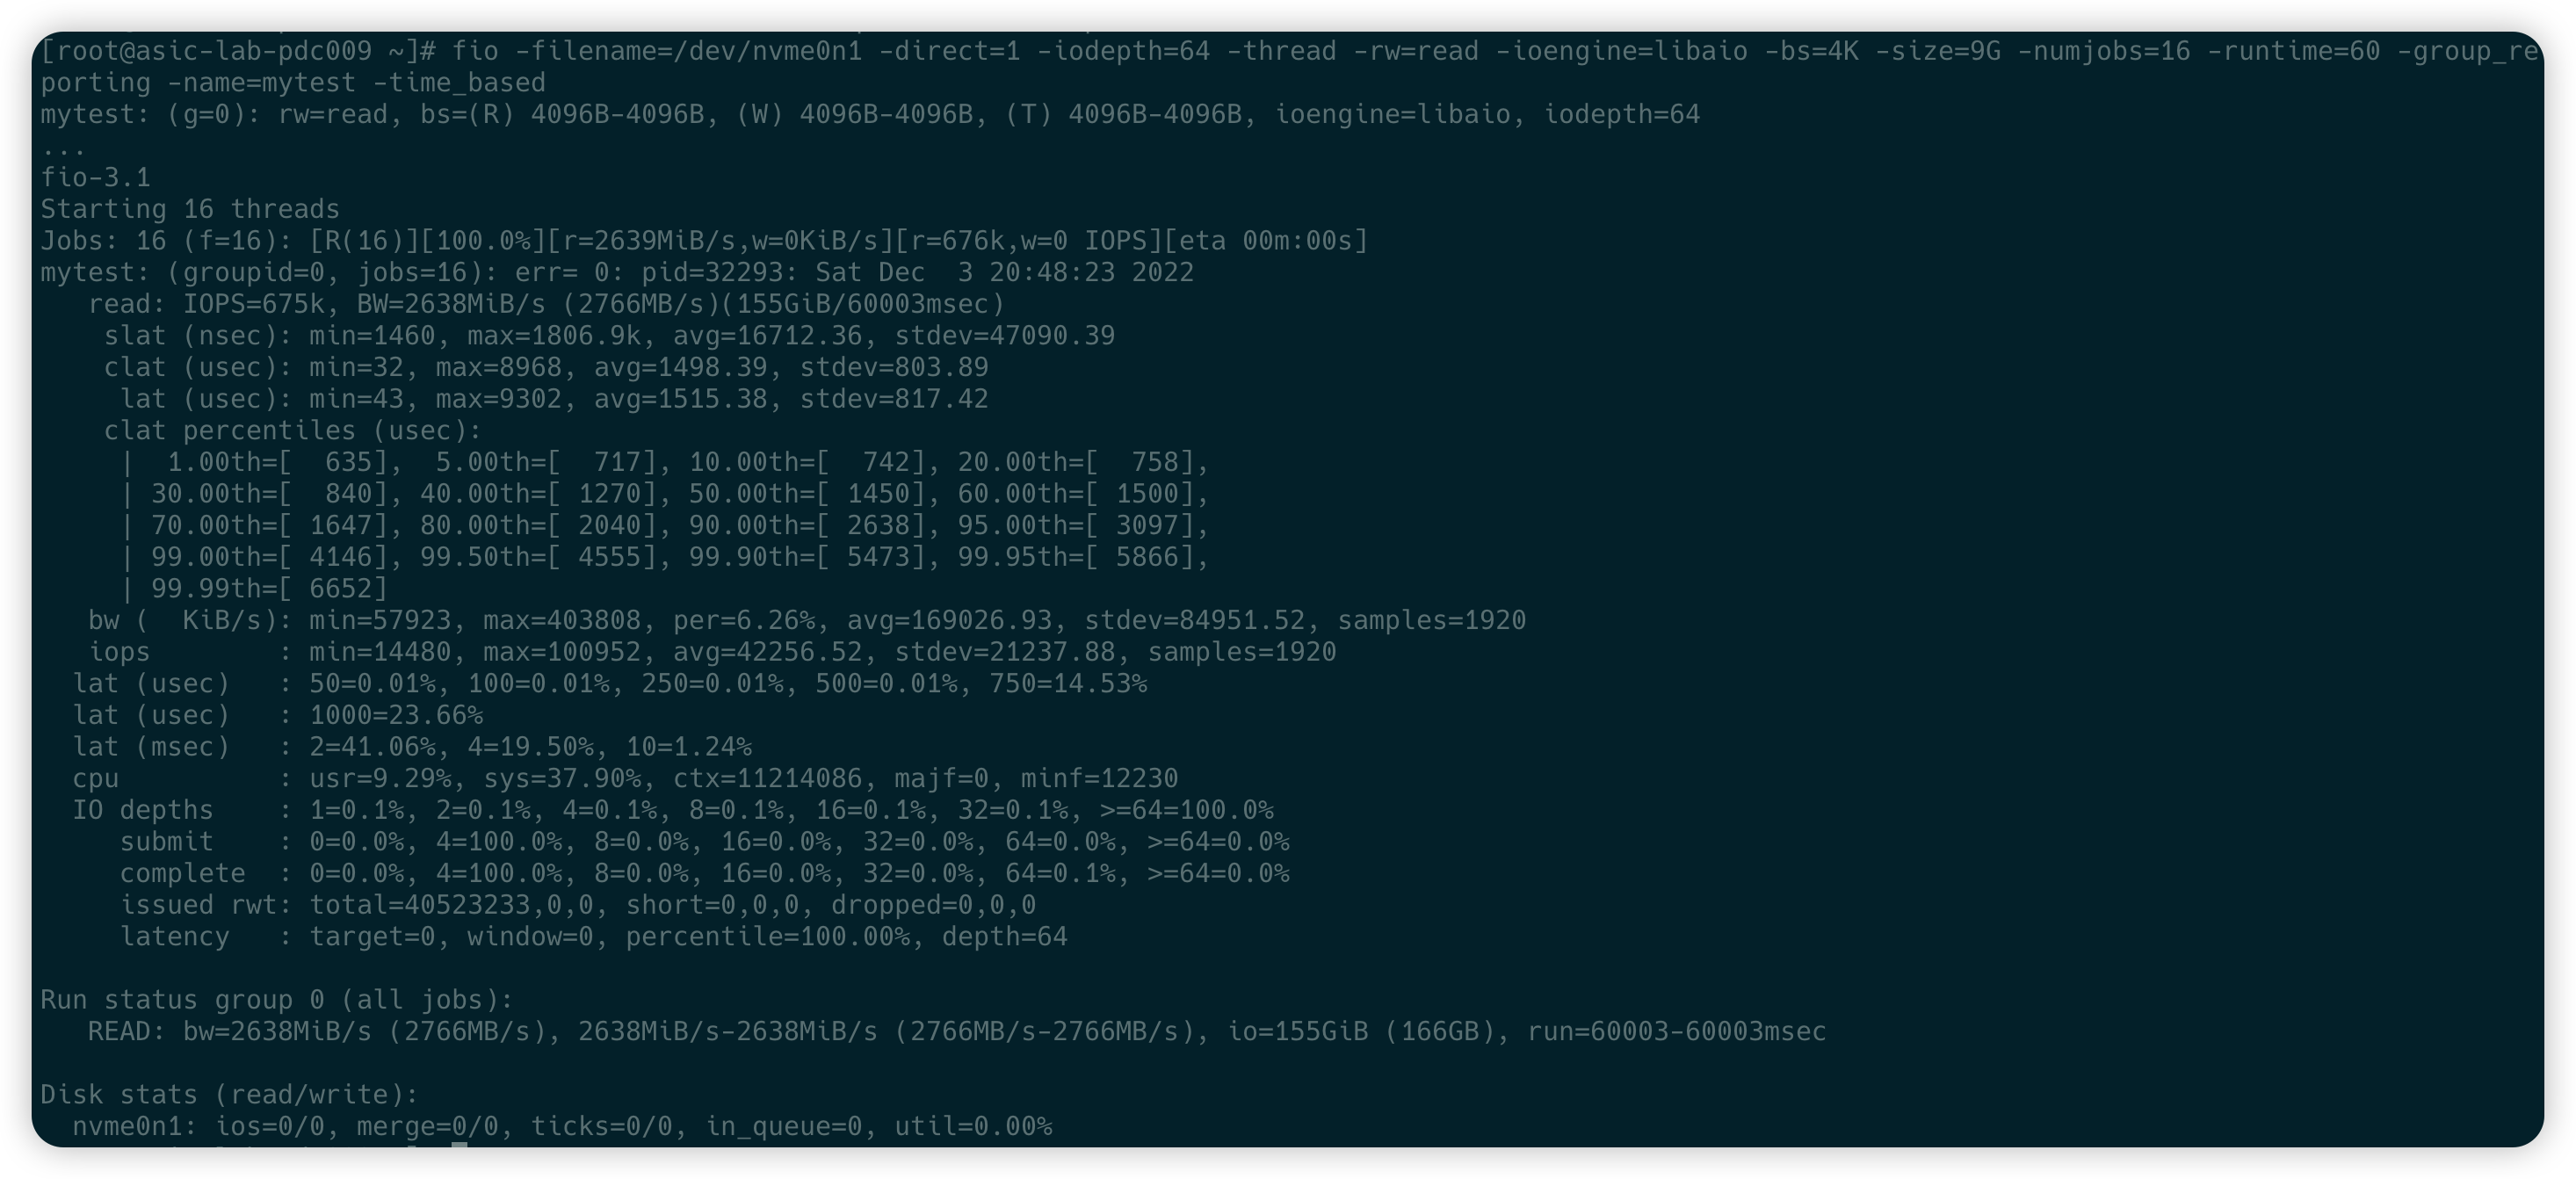 [root@asic-lab-pdc009 ~]# fio -filename=/dev/nvme0n1 -direct=1 -iodepth=64 -thread -rw=read -ioengine=libaio -bs=4K -size=9G -numjobs=16 -runtime=60 -group_re
porting -name=mytest -time_based
mytest: (g=0): rw=read, bs=(R) 4096B-4096B, (W) 4096B-4096B, (T) 4096B-4096B, ioengine=libaio, iodepth=64
...
fio-3.1
Starting 16 threads
Jobs: 16 (f=16): [R(16)][100.0%][r=2639MiB/s,w=0KiB/s][r=676k,w=0 IOPS][eta 00m:00s]
mytest: (groupid=0, jobs=16): err= 0: pid=32293: Sat Dec  3 20:48:23 2022
   read: IOPS=675k, BW=2638MiB/s (2766MB/s)(155GiB/60003msec)
    slat (nsec): min=1460, max=1806.9k, avg=16712.36, stdev=47090.39
    clat (usec): min=32, max=8968, avg=1498.39, stdev=803.89
     lat (usec): min=43, max=9302, avg=1515.38, stdev=817.42
    clat percentiles (usec):
     |  1.00th=[  635],  5.00th=[  717], 10.00th=[  742], 20.00th=[  758],
     | 30.00th=[  840], 40.00th=[ 1270], 50.00th=[ 1450], 60.00th=[ 1500],
     | 70.00th=[ 1647], 80.00th=[ 2040], 90.00th=[ 2638], 95.00th=[ 3097],
     | 99.00th=[ 4146], 99.50th=[ 4555], 99.90th=[ 5473], 99.95th=[ 5866],
     | 99.99th=[ 6652]
   bw (  KiB/s): min=57923, max=403808, per=6.26%, avg=169026.93, stdev=84951.52, samples=1920
   iops        : min=14480, max=100952, avg=42256.52, stdev=21237.88, samples=1920
  lat (usec)   : 50=0.01%, 100=0.01%, 250=0.01%, 500=0.01%, 750=14.53%
  lat (usec)   : 1000=23.66%
  lat (msec)   : 2=41.06%, 4=19.50%, 10=1.24%
  cpu          : usr=9.29%, sys=37.90%, ctx=11214086, majf=0, minf=12230
  IO depths    : 1=0.1%, 2=0.1%, 4=0.1%, 8=0.1%, 16=0.1%, 32=0.1%, >=64=100.0%
     submit    : 0=0.0%, 4=100.0%, 8=0.0%, 16=0.0%, 32=0.0%, 64=0.0%, >=64=0.0%
     complete  : 0=0.0%, 4=100.0%, 8=0.0%, 16=0.0%, 32=0.0%, 64=0.1%, >=64=0.0%
     issued rwt: total=40523233,0,0, short=0,0,0, dropped=0,0,0
     latency   : target=0, window=0, percentile=100.00%, depth=64
Run status group 0 (all jobs):
   READ: bw=2638MiB/s (2766MB/s), 2638MiB/s-2638MiB/s (2766MB/s-2766MB/s), io=155GiB (166GB), run=60003-60003msec
Disk stats (read/write):
  nvme0n1: ios=0/0, merge=0/0, ticks=0/0, in_queue=0, util=0.00%